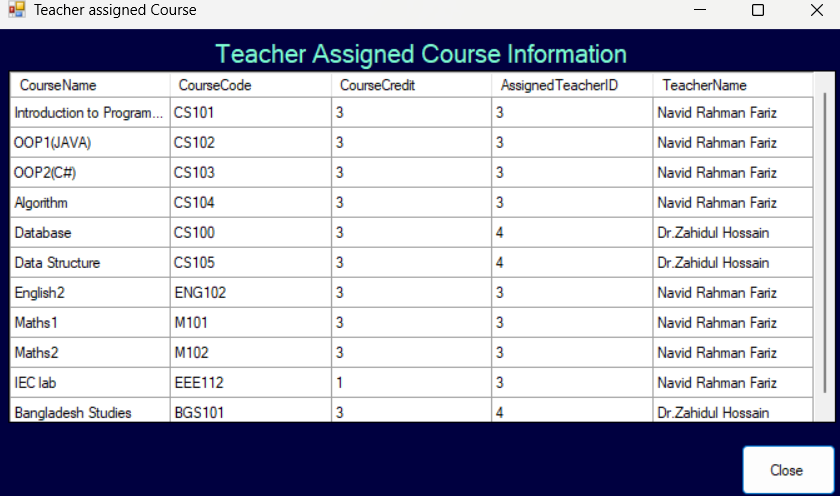 Teacher assigned Course
Teacher Assigned Course Information
CourseName CourseCode CourseCredit AssignedTeacherID TeacherName
Introduction to Program... CS101 3 3 Navid Rahman Fariz
OOP1(JAVA) CS102 3 3 Navid Rahman Fariz
OOP2(C#) CS103 3 3 Navid Rahman Fariz
Algorithm CS104 3 3 Navid Rahman Fariz
Database CS100 3 4 Dr.Zahidul Hossain
Data Structure CS105 3 4 Dr.Zahidul Hossain
English2 ENG102 3 3 Navid Rahman Fariz
Maths1 M101 3 3 Navid Rahman Fariz
Maths2 M102 3 3 Navid Rahman Fariz
IEC lab EEE112 1 3 Navid Rahman Fariz
Bangladesh Studies BGS101 3 4 Dr.Zahidul Hossain
Close